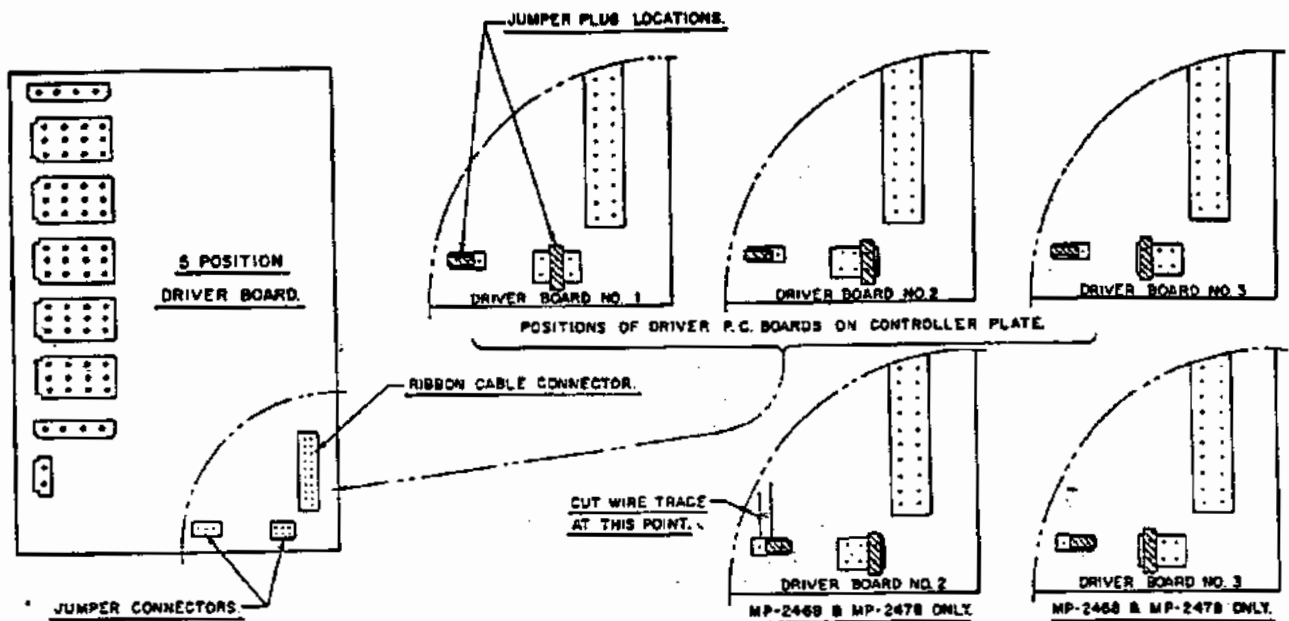 JUMPER PLUG LOCATIONS.
5 POSITION
DRIVER BOARD.
DRIVER BOARD NO. 1
DRIVER BOARD NO. 2
DRIVER BOARD NO. 3
POSITIONS OF DRIVER P.C. BOARDS ON CONTROLLER PLATE.
RIBBON CABLE CONNECTOR.
CUT WIRE TRACE
AT THIS POINT.
JUMPER CONNECTORS.
DRIVER BOARD NO. 2
MP-2468 & MP-2478 ONLY.
DRIVER BOARD NO. 3
MP-2468 & MP-2478 ONLY.